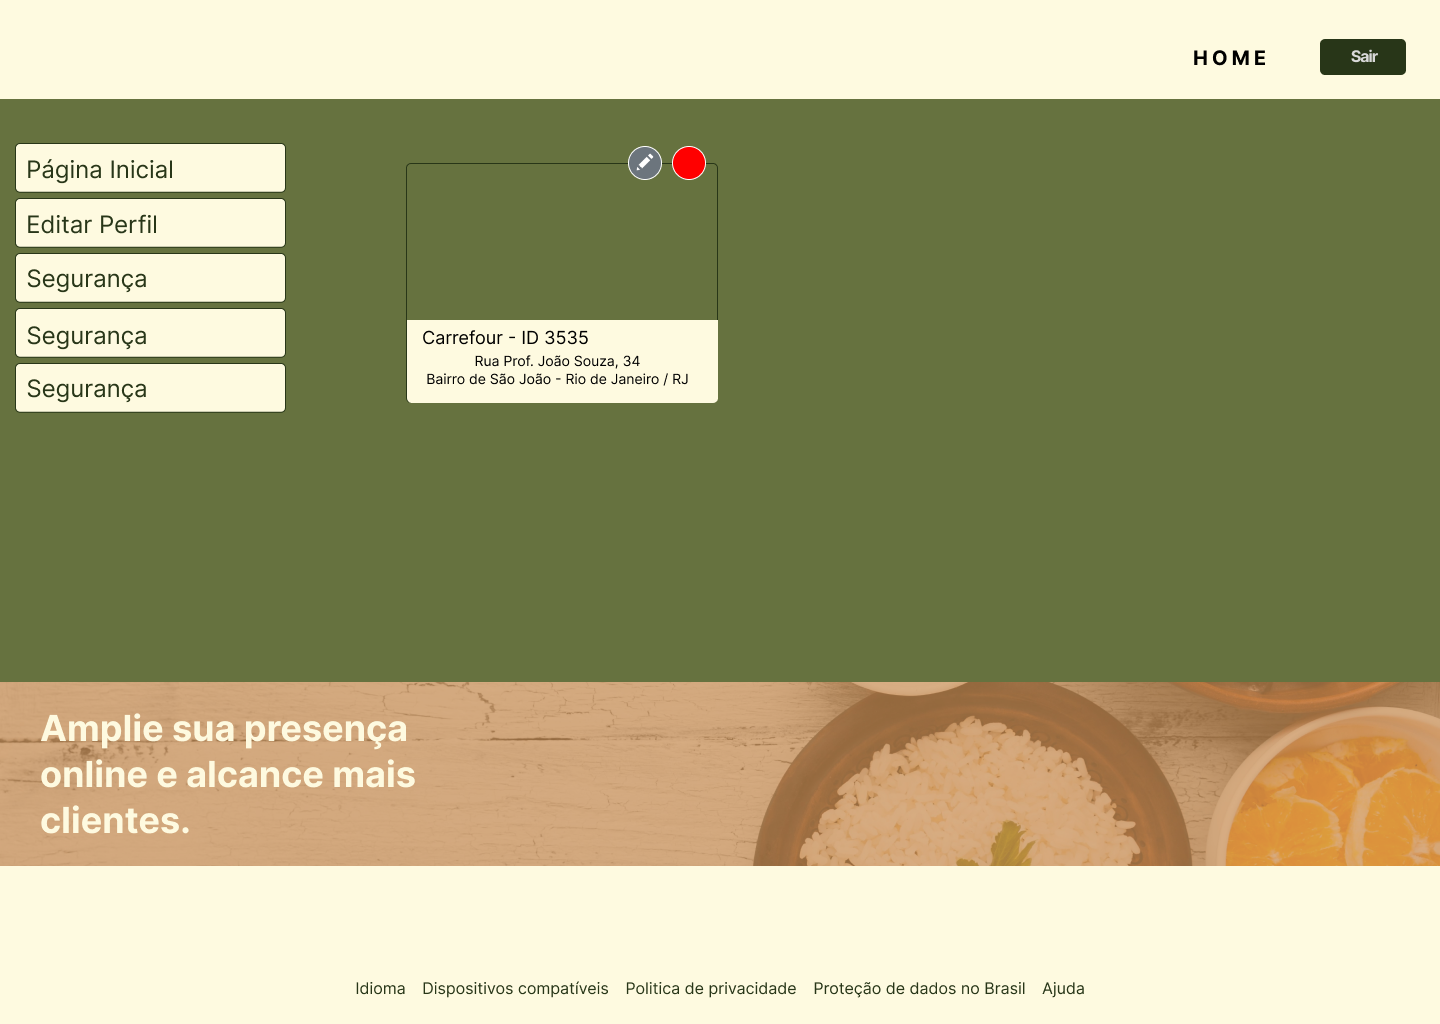 HOME
Sair
Página Inicial
Editar Perfil
Segurança
Segurança
Segurança
Carrefour - ID 3535
Rua Prof. João Souza, 34
Bairro de São João - Rio de Janeiro / RJ
Amplie sua presença
online e alcance mais
clientes.
Idioma Dispositivos compatíveis Politica de privacidade Proteção de dados no Brasil Ajuda